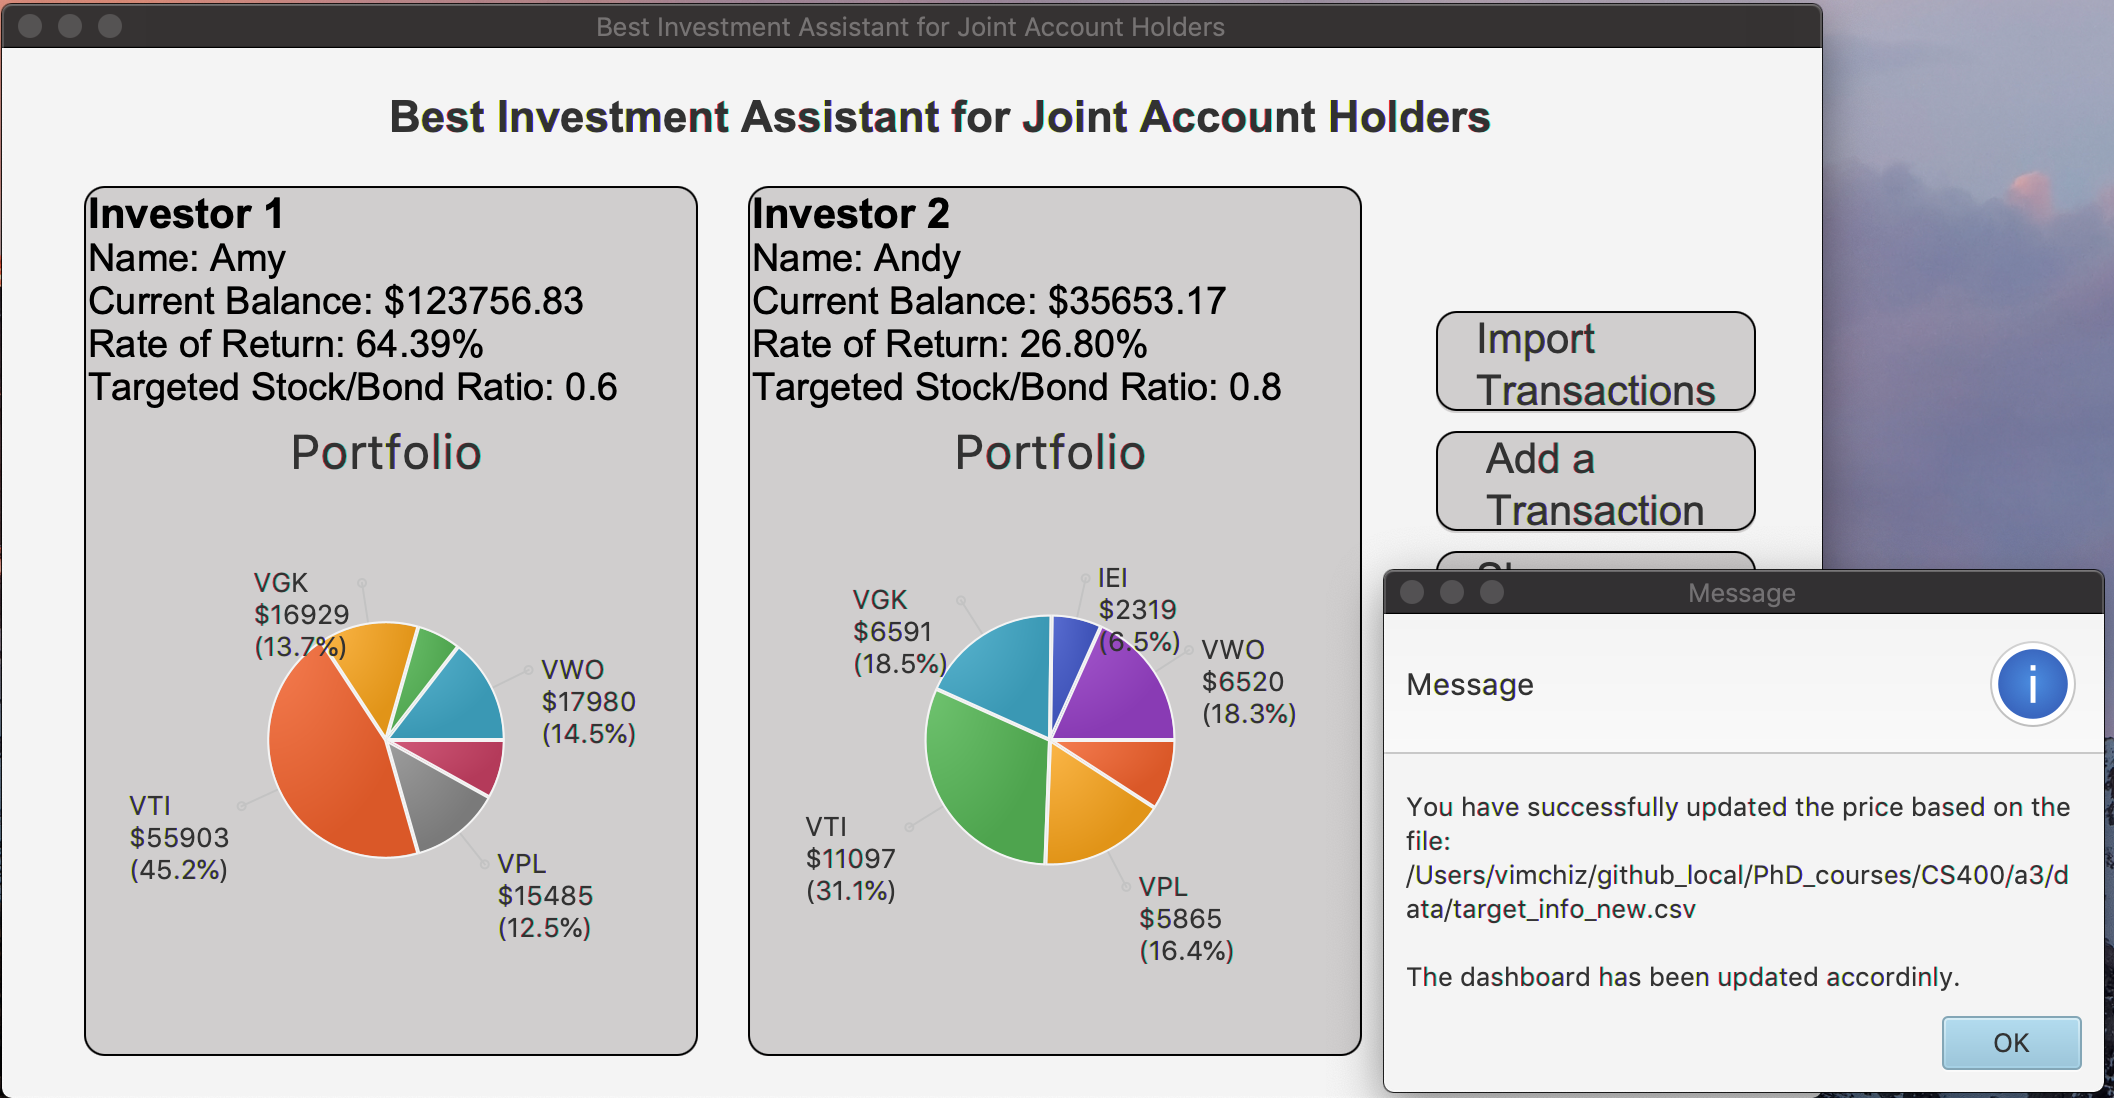 Best Investment Assistant for Joint Account Holders
Best Investment Assistant for Joint Account Holders
Investor 1
Name: Amy
Current Balance: $123756.83
Rate of Return: 64.39%
Targeted Stock/Bond Ratio: 0.6
Portfolio
VGK
$16929
(13.7%)
VWO
$17980
(14.5%)
VTI
$55903
(45.2%)
VPL
$15485
(12.5%)
Investor 2
Name: Andy
Current Balance: $35653.17
Rate of Return: 26.80%
Targeted Stock/Bond Ratio: 0.8
Portfolio
IEI
$2319
(6.5%)
VGK
$6591
(18.5%)
VWO
$6520
(18.3%)
VTI
$11097
(31.1%)
VPL
$5865
(16.4%)
Import
Transactions
Add a
Transaction
Message
Message
You have successfully updated the price based on the
file:
/Users/vimchiz/github_local/PhD_courses/CS400/a3/d
ata/target_info_new.csv
The dashboard has been updated accordinly.
OK